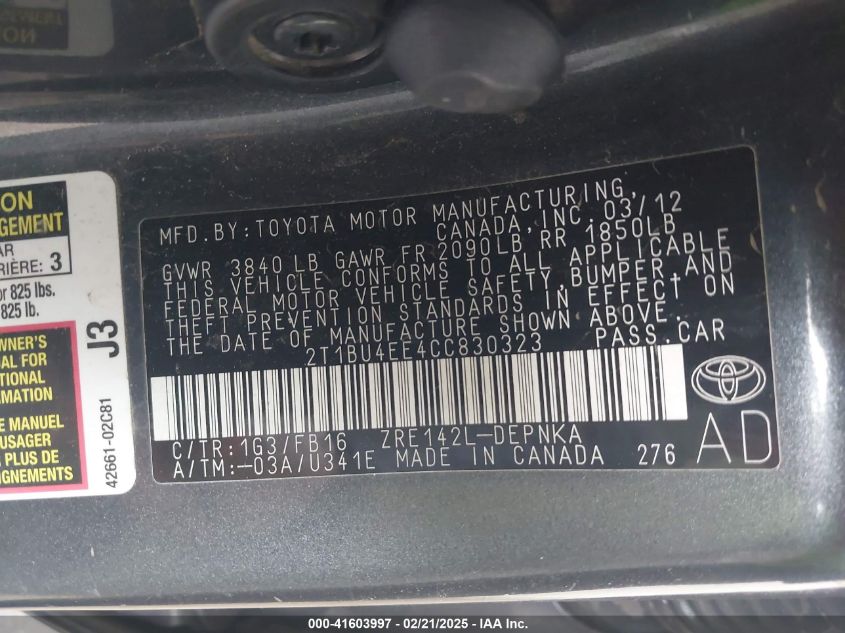 MFD. BY: TOYOTA MOTOR MANUFACTURING,
CANADA, INC. 03/12
GVWR 3840 LB GAWR FR 2090LB RR 1850LB
THIS VEHICLE CONFORMS TO ALL APPLICABLE
FEDERAL MOTOR VEHICLE SAFETY, BUMPER, AND
THEFT PREVENTION STANDARDS IN EFFECT ON
THE DATE OF MANUFACTURE SHOWN ABOVE.
2T1BU4EE4CC830323 PASS. CAR
C/TR: 1G3/FB16 ZRE142L-DEPNKA
A/TM: -03A/U341E MADE IN CANADA 276
AD
ON
GEMENT
AR
RIÈRE: 3
or 825 lbs.
825 lb.
J3
WNER'S
AL FOR
ITIONAL
RMATION
E MANUEL
USAGER
A PLUS DE
IGNEMENTS
42661-02C81
000-41603997 - 02/21/2025 - IAA Inc.